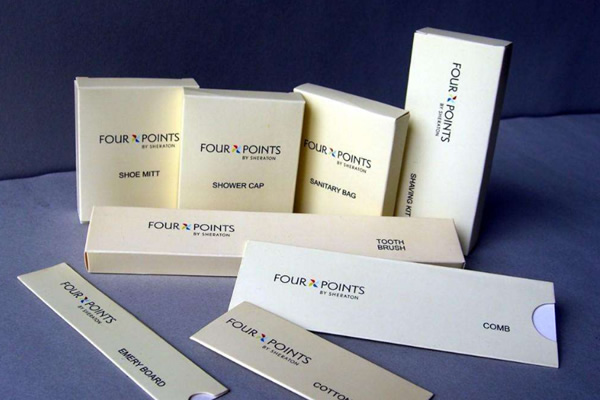 FOUR POINTS
BY SHERATON
SHOE MITT
FOUR POINTS
BY SHERATON
SHOWER CAP
FOUR POINTS
BY SHERATON
SANITARY BAG
FOUR POINTS
BY SHERATON
SHAVING KIT
FOUR POINTS
BY SHERATON
TOOTH
BRUSH
FOUR POINTS
BY SHERATON
COMB
FOUR POINTS
BY SHERATON
EMERY BOARD
FOUR POINTS
BY SHERATON
COTTON